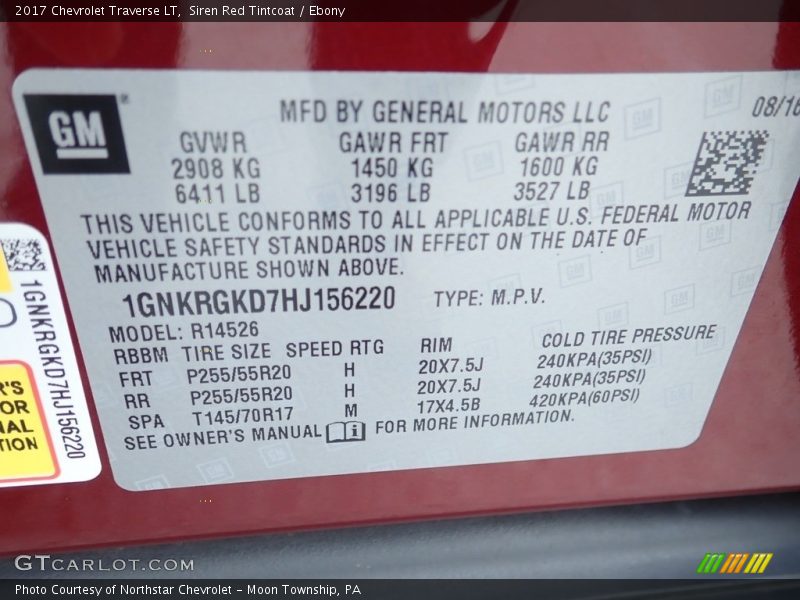 2017 Chevrolet Traverse LT, Siren Red Tintcoat / Ebony
GM
MFD BY GENERAL MOTORS LLC
08/16
GVWR GAWR FRT GAWR RR
2908 KG 1450 KG 1600 KG
6411 LB 3196 LB 3527 LB
THIS VEHICLE CONFORMS TO ALL APPLICABLE U.S. FEDERAL MOTOR
VEHICLE SAFETY STANDARDS IN EFFECT ON THE DATE OF
MANUFACTURE SHOWN ABOVE.
1GNKRGKD7HJ156220 TYPE: M.P.V.
MODEL: R14526
RBBM TIRE SIZE SPEED RTG RIM COLD TIRE PRESSURE
FRT P255/55R20 H 20X7.5J 240KPA(35PSI)
RR P255/55R20 H 20X7.5J 240KPA(35PSI)
SPA T145/70R17 M 17X4.5B 420KPA(60PSI)
SEE OWNER'S MANUAL FOR MORE INFORMATION.
1GNKRGKD7HJ156220
R'S
OR
AL
TION
GTCARLOT.COM
Photo Courtesy of Northstar Chevrolet - Moon Township, PA